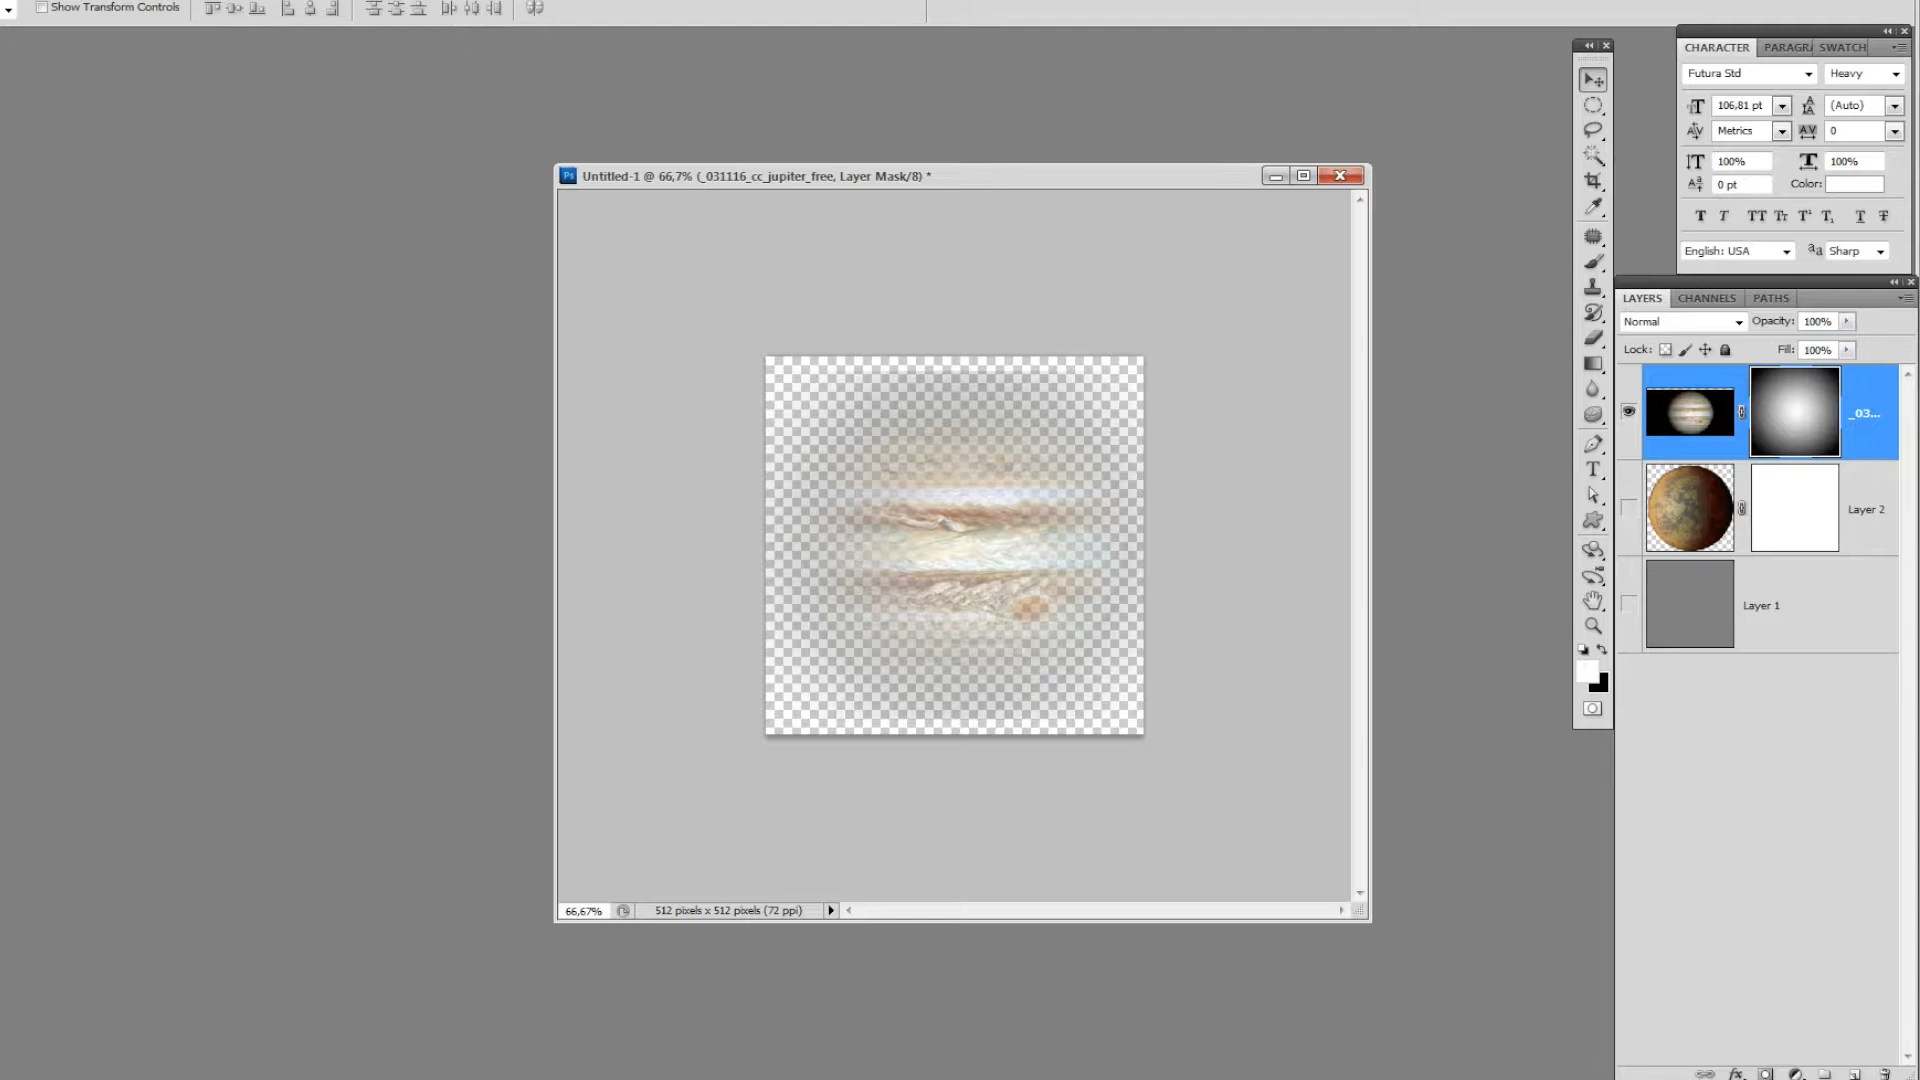 Show Transform Controls
Untitled-1 @ 66,7% (_031116_cc_jupiter_free, Layer Mask/8) *
66,67%
512 pixels x 512 pixels (72 ppi)
CHARACTER
PARAGRA
SWATCH
Futura Std
Heavy
106,81 pt
(Auto)
Metrics
0
100%
100%
0 pt
Color:
English: USA
Sharp
LAYERS
CHANNELS
PATHS
Normal
Opacity: 100%
Lock:
Fill: 100%
_03...
Layer 2
Layer 1